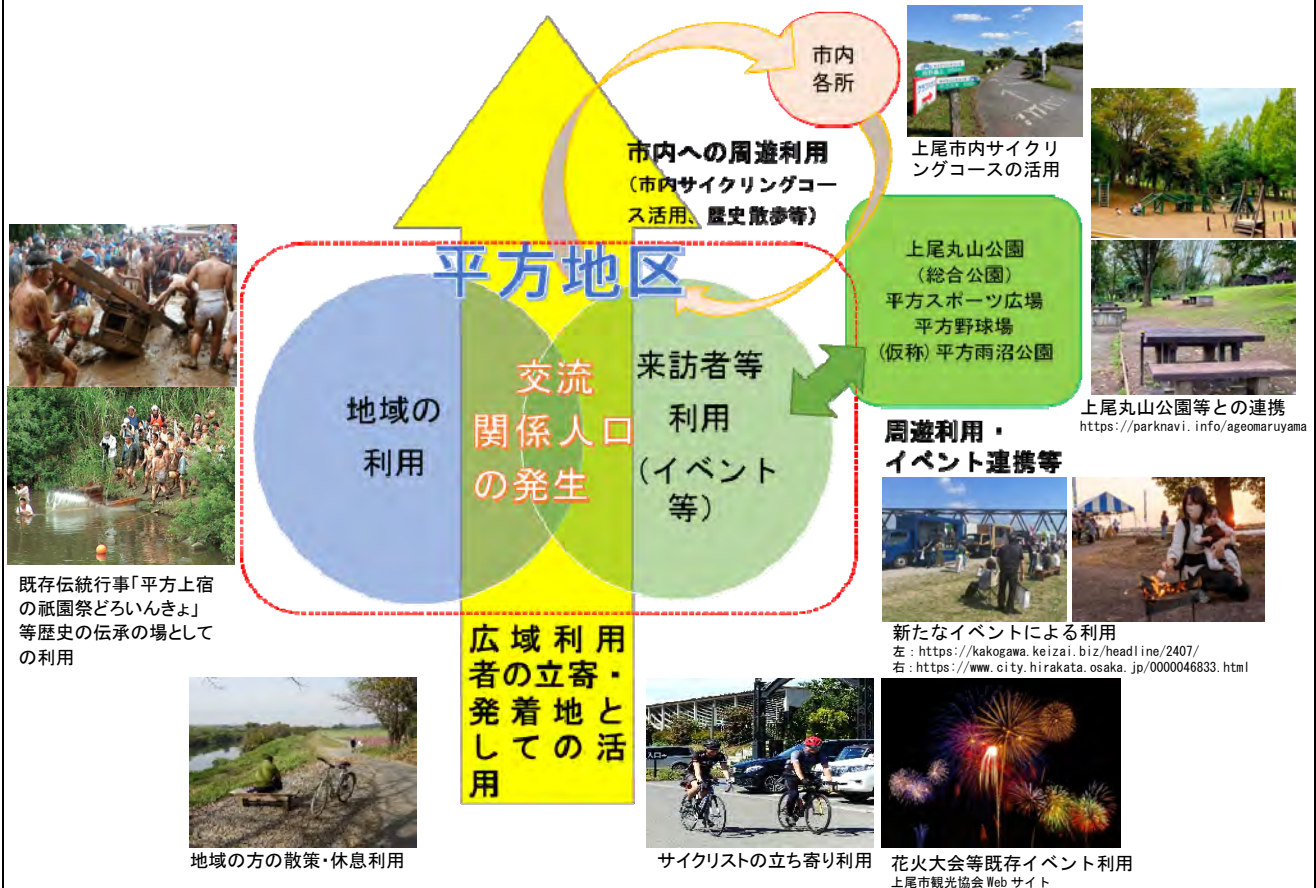 市内
各所
市内への周遊利用
(市内サイクリングコー
ス活用、歴史散歩等)
上尾市内サイクリ
ングコースの活用
平方地区
上尾丸山公園
(総合公園)
平方スポーツ広場
平方野球場
(仮称)平方雨沼公園
上尾丸山公園等との連携
https://parknavi.info/ageomaruyama
地域の
利用
交流
関係人口
の発生
来訪者等
利用
(イベント
等)
周遊利用・
イベント連携等
既存伝統行事「平方上宿
の祇園祭どろいんきょ」
等歴史の伝承の場として
の利用
新たなイベントによる利用
左:https://kakogawa.keizai.biz/headline/2407/
右:https://www.city.hirakata.osaka.jp/0000046833.html
広域利用
者の立寄・
発着地と
しての活
用
地域の方の散策・休息利用
サイクリストの立ち寄り利用
花火大会等既存イベント利用
上尾市観光協会 Web サイト